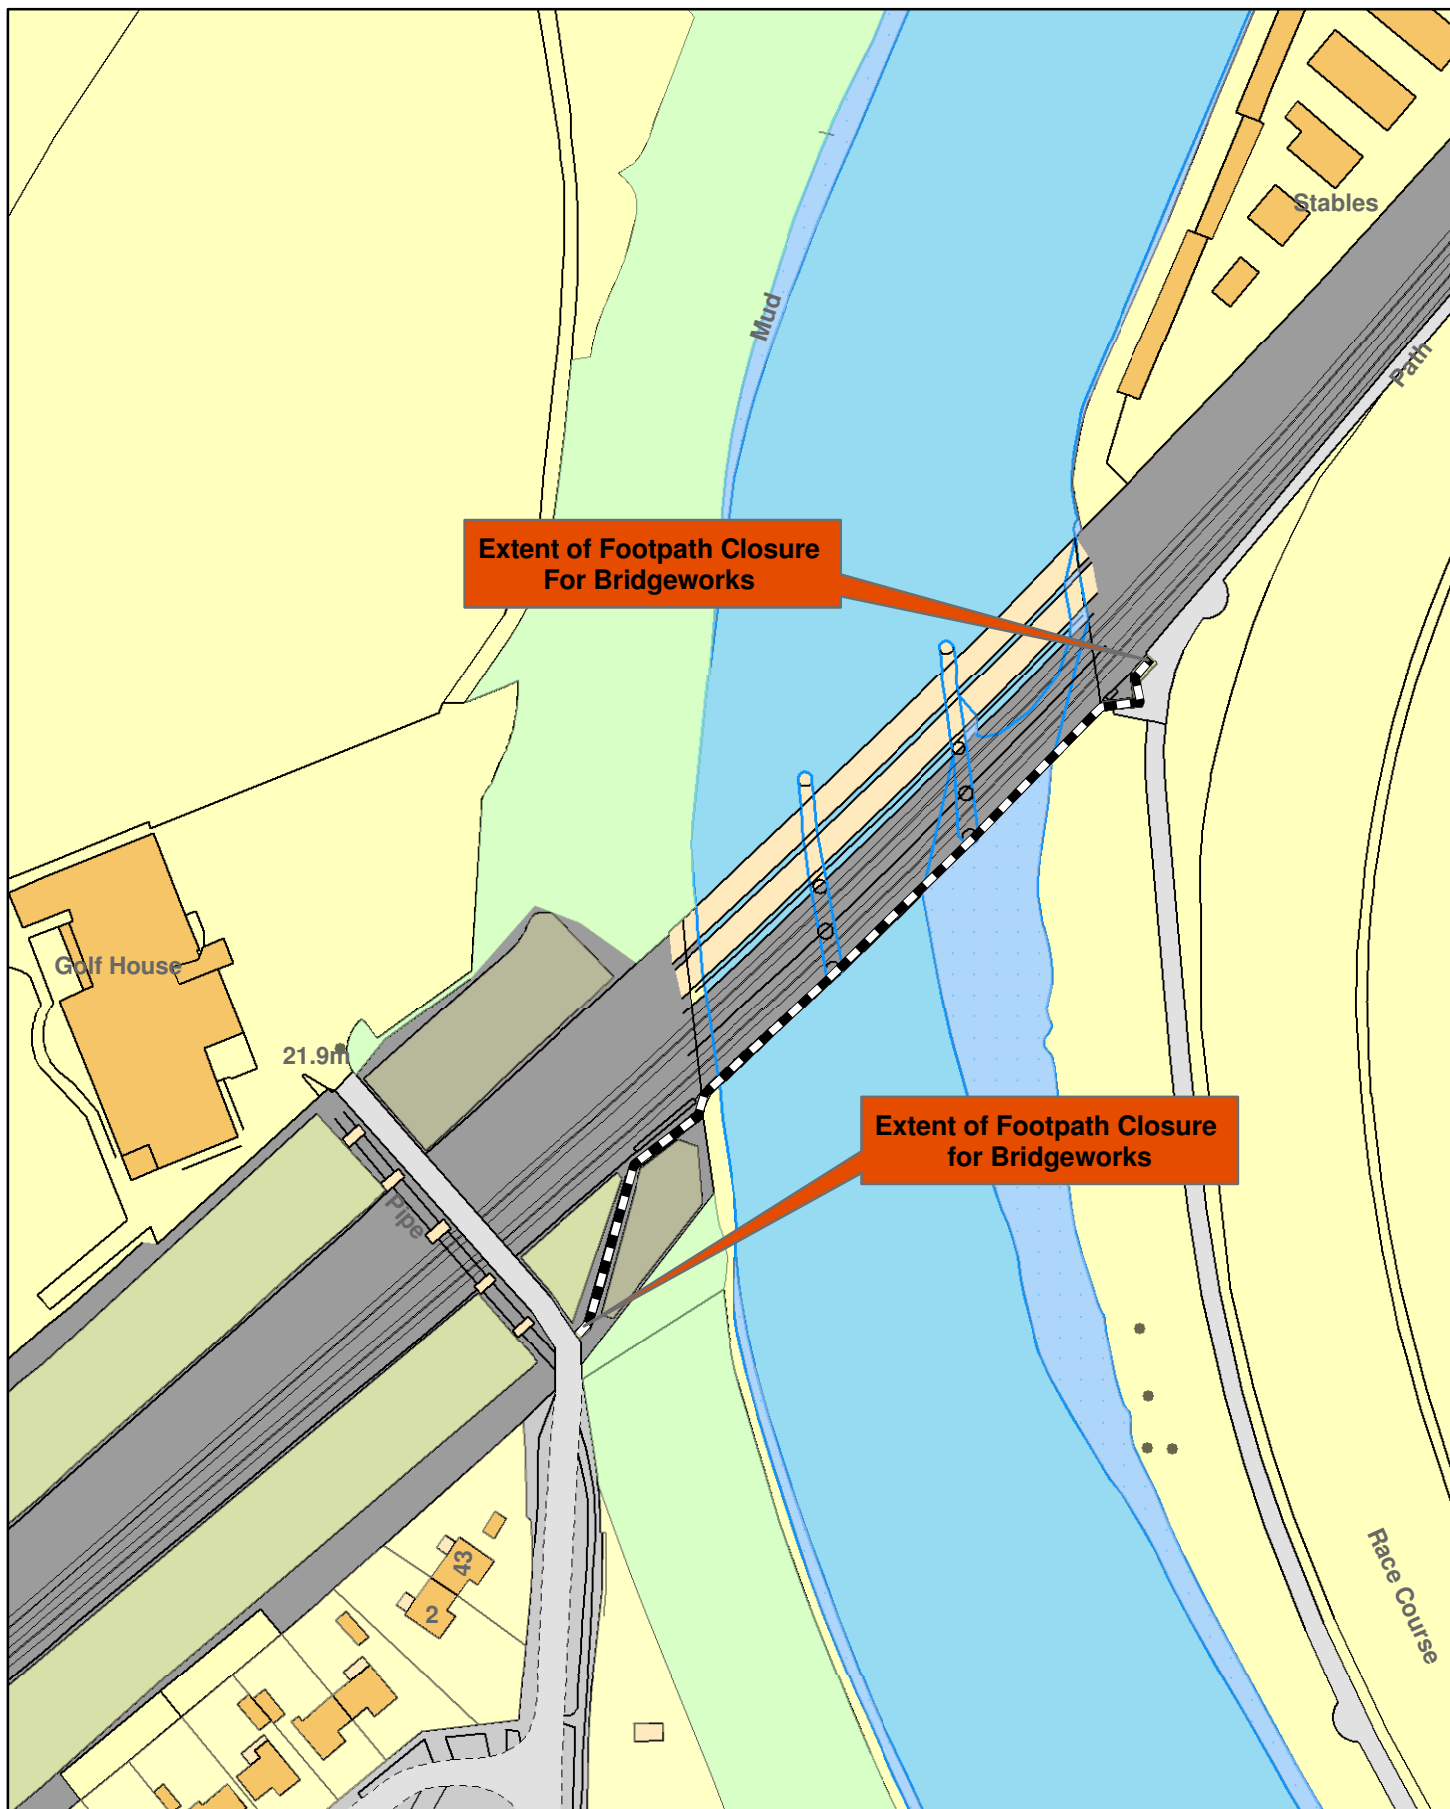 Stables
Mud
Path
Extent of Footpath Closure
For Bridgeworks
Golf House
21.9m
Extent of Footpath Closure
for Bridgeworks
Pipe
43
2
Race Course